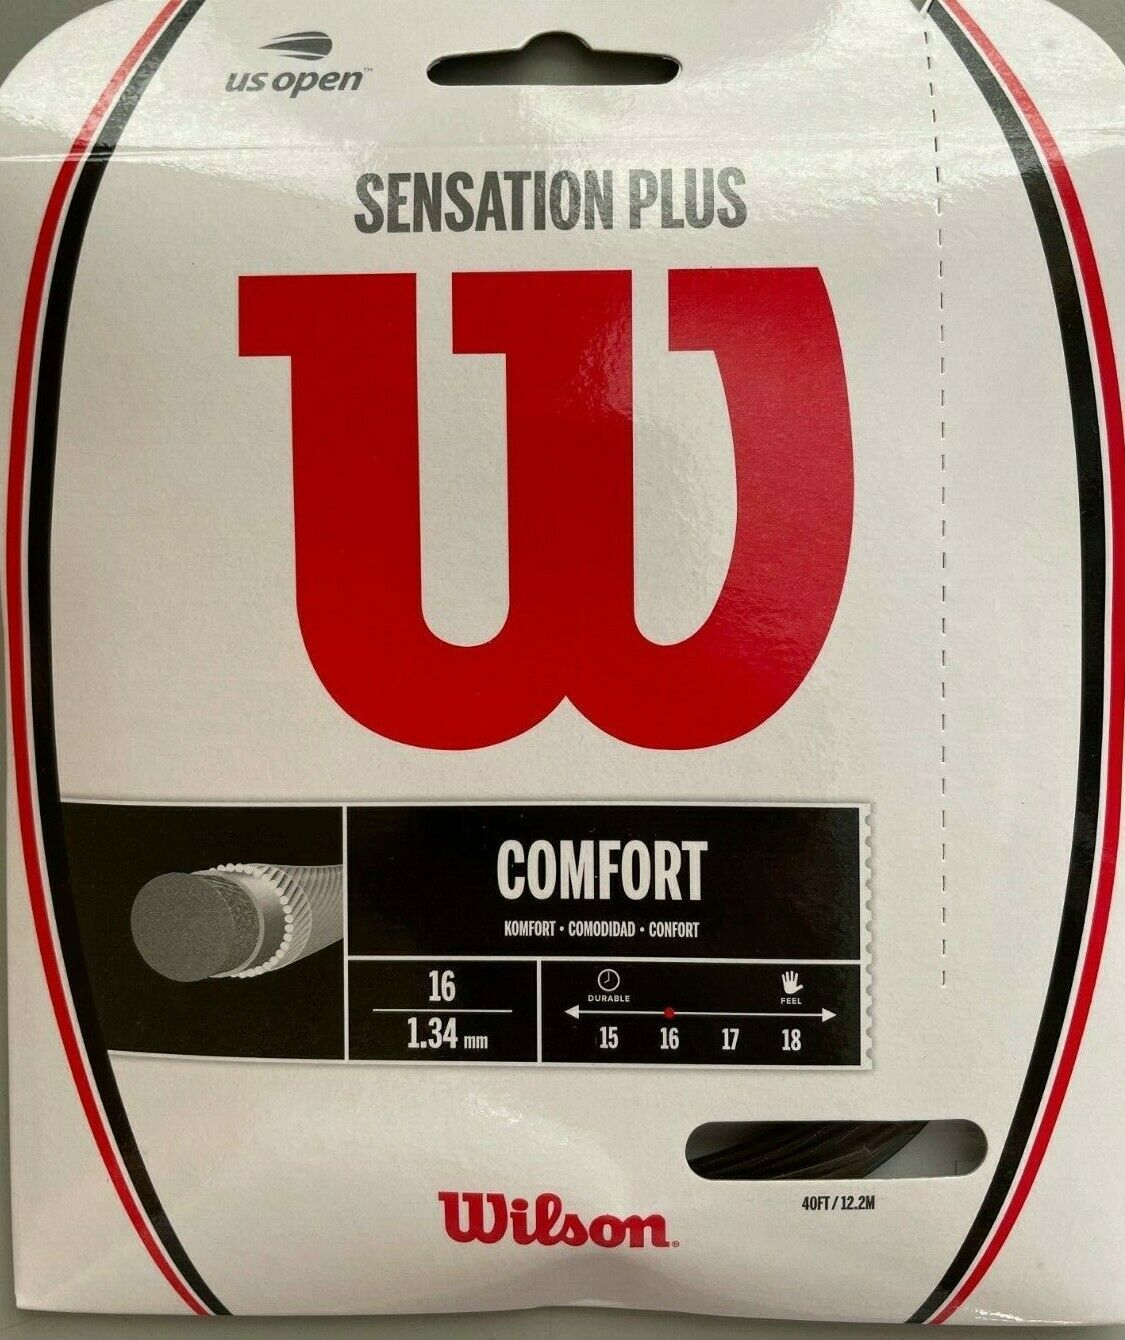 us open™
SENSATION PLUS
W
COMFORT
KOMFORT • COMODIDAD • CONFORT
16
1.34 mm
DURABLE FEEL
15 16 17 18
40FT / 12.2M
Wilson®